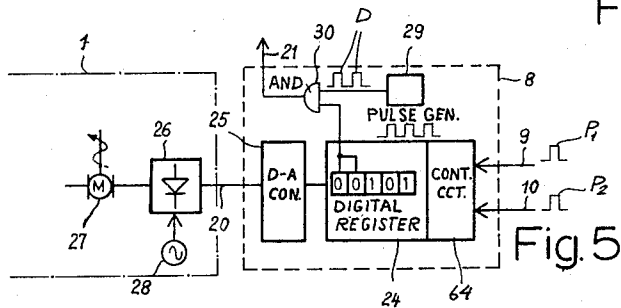 F
1
21
30
D
29
8
AND
PULSE GEN.
25
26
9
P1
M
D-A
CON.
00101
CONT.
CCT.
DIGITAL
REGISTER
10
P2
27
20
28
24
64
Fig.5